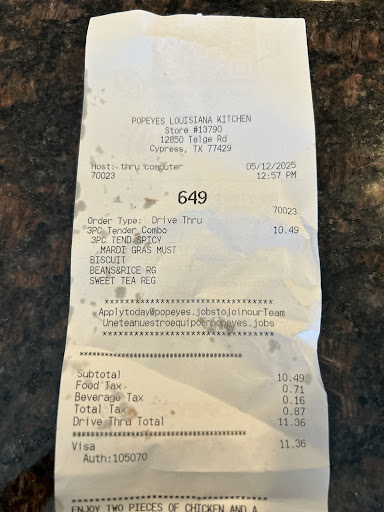 POPEYES LOUISIANA KITCHEN
Store #13790
12850 Telge Rd
Cypress, TX 77429
Host: thru computer 05/12/2025
70023 12:57 PM
649
70023
Order Type: Drive Thru
3PC Tender Combo 10.49
3PC TEND SPICY
MARDI GRAS MUST
BISCUIT
BEANS&RICE RG
SWEET TEA REG
**********************************
Applytoday@popeyes.jobstojoinourTeam
Uneteanuestroequipoenpopeyes.jobs
**********************************
**********************************
Subtotal 10.49
Food Tax 0.71
Beverage Tax 0.16
Total Tax 0.87
Drive Thru Total 11.36
**********************************
Visa 11.36
Auth:105070
**********************************
ENJOY TWO PIECES OF CHICKEN AND A